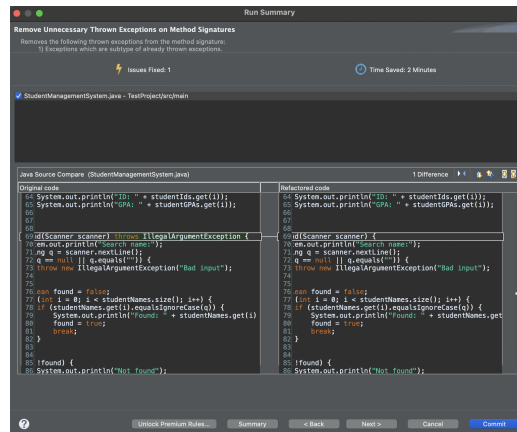 Run Summary
Remove Unnecessary Thrown Exceptions on Method Signatures
Removes the following thrown exceptions from the method signature:
1) Exceptions which are subtype of already thrown exceptions.
Issues Fixed: 1
Time Saved: 2 Minutes
StudentManagementSystem.java - TestProject/src/main
Java Source Compare (StudentManagementSystem.java)
1 Difference
Original code
64 System.out.println("ID: " + studentIds.get(i));
65 System.out.println("GPA: " + studentGPAs.get(i));
66
67
68
69 id(Scanner scanner) throws IllegalArgumentException {
70 :em.out.println("Search name:");
71 .ng q = scanner.nextLine();
72 q == null || q.equals("")) {
73 throw new IllegalArgumentException("Bad input");
74
75
76 .ean found = false;
77 (int i = 0; i < studentNames.size(); i++) {
78 if (studentNames.get(i).equalsIgnoreCase(q)) {
79 System.out.println("Found: " + studentNames.get(i)
80 found = true;
81 break;
82 }
83
84
85 !found) {
86 System.out.println("Not found");
Refactored code
64 System.out.println("ID: " + studentIds.get(i));
65 System.out.println("GPA: " + studentGPAs.get(i));
66
67
68
69 id(Scanner scanner) {
70 :em.out.println("Search name:");
71 .ng q = scanner.nextLine();
72 q == null || q.equals("")) {
73 throw new IllegalArgumentException("Bad input");
74
75
76 .ean found = false;
77 (int i = 0; i < studentNames.size(); i++) {
78 if (studentNames.get(i).equalsIgnoreCase(q)) {
79 System.out.println("Found: " + studentNames.get
80 found = true;
81 break;
82 }
83
84
85 !found) {
86 System.out.println("Not found");
?
Unlock Premium Rules...
Summary
< Back
Next >
Cancel
Commit